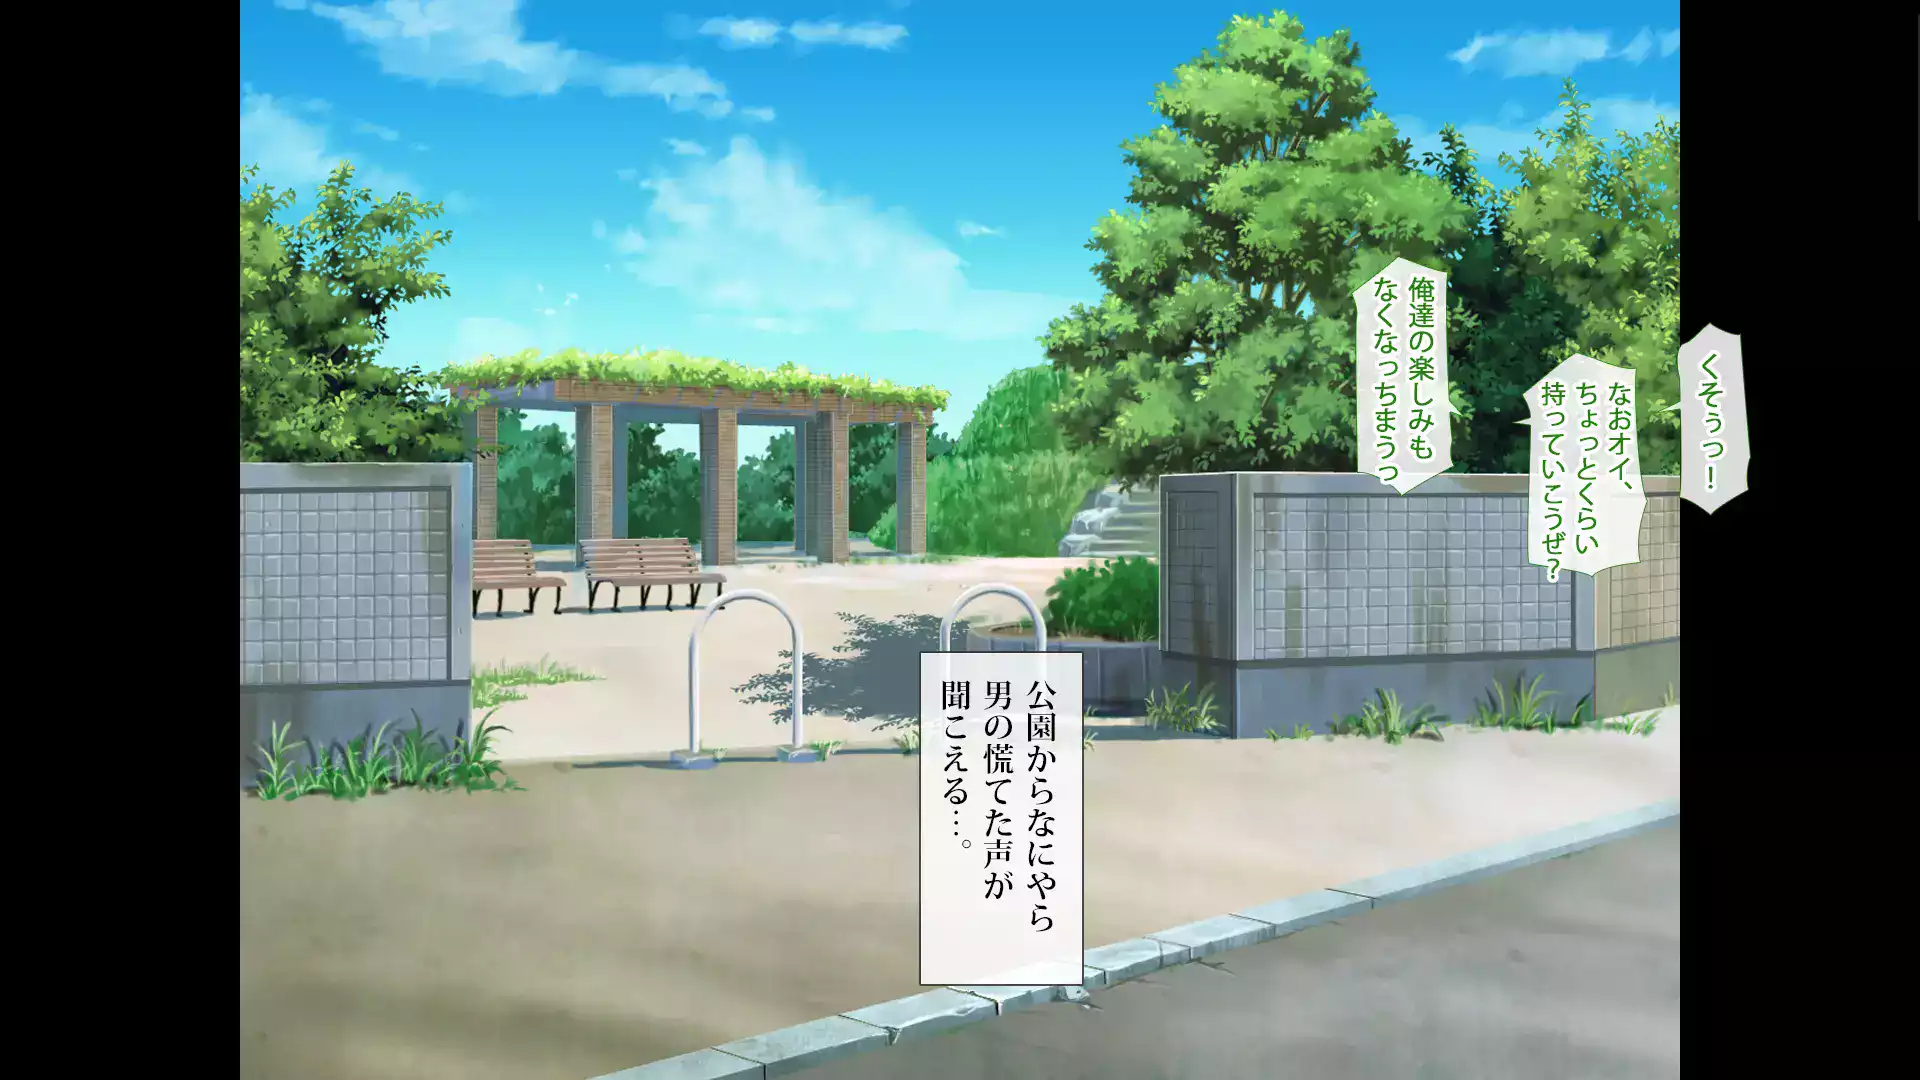 くそぅっ!
なおオイ、
ちょっとくらい
持っていこうぜ?
俺達の楽しみも
なくなっちまうっ
公園からなにやら
男の慌てた声が
聞こえる…。